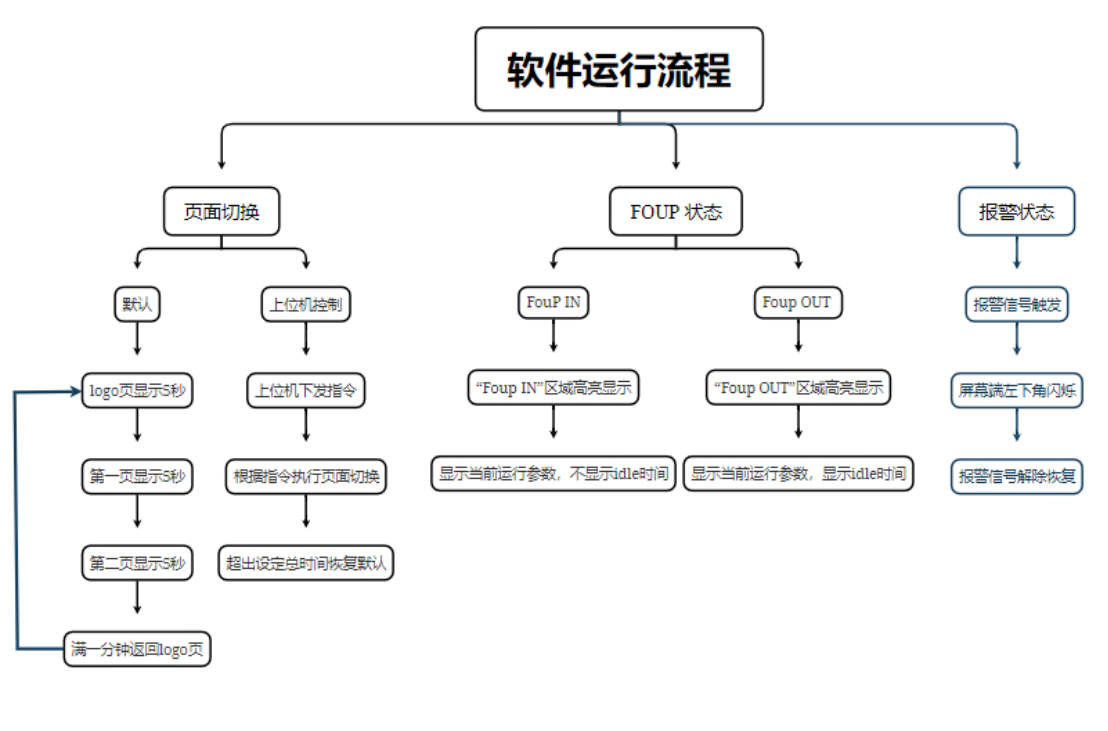 软件运行流程
页面切换
FOUP 状态
报警状态
默认
上位机控制
FouP IN
Foup OUT
报警信号触发
logo页显示5秒
上位机下发指令
“Foup IN”区域高亮显示
“Foup OUT”区域高亮显示
屏幕端左下角闪烁
第一页显示5秒
根据指令执行页面切换
显示当前运行参数，不显示idle时间
显示当前运行参数，显示idle时间
报警信号解除恢复
第二页显示5秒
超出设定总时间恢复默认
满一分钟返回logo页